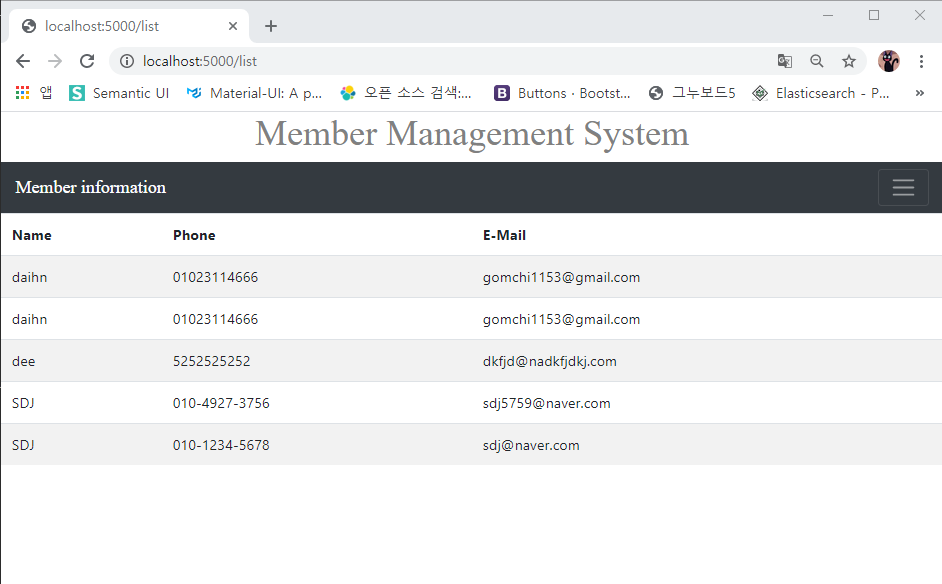 localhost:5000/list
localhost:5000/list
앱 Semantic UI Material-UI: A p... 오픈 소스 검색:... B Buttons · Bootst... 그누보드5 Elasticsearch - P... »
Member Management System
Member information
Name Phone E-Mail
daihn 01023114666 gomchi1153@gmail.com
daihn 01023114666 gomchi1153@gmail.com
dee 5252525252 dkfjd@nadkfjdkj.com
SDJ 010-4927-3756 sdj5759@naver.com
SDJ 010-1234-5678 sdj@naver.com